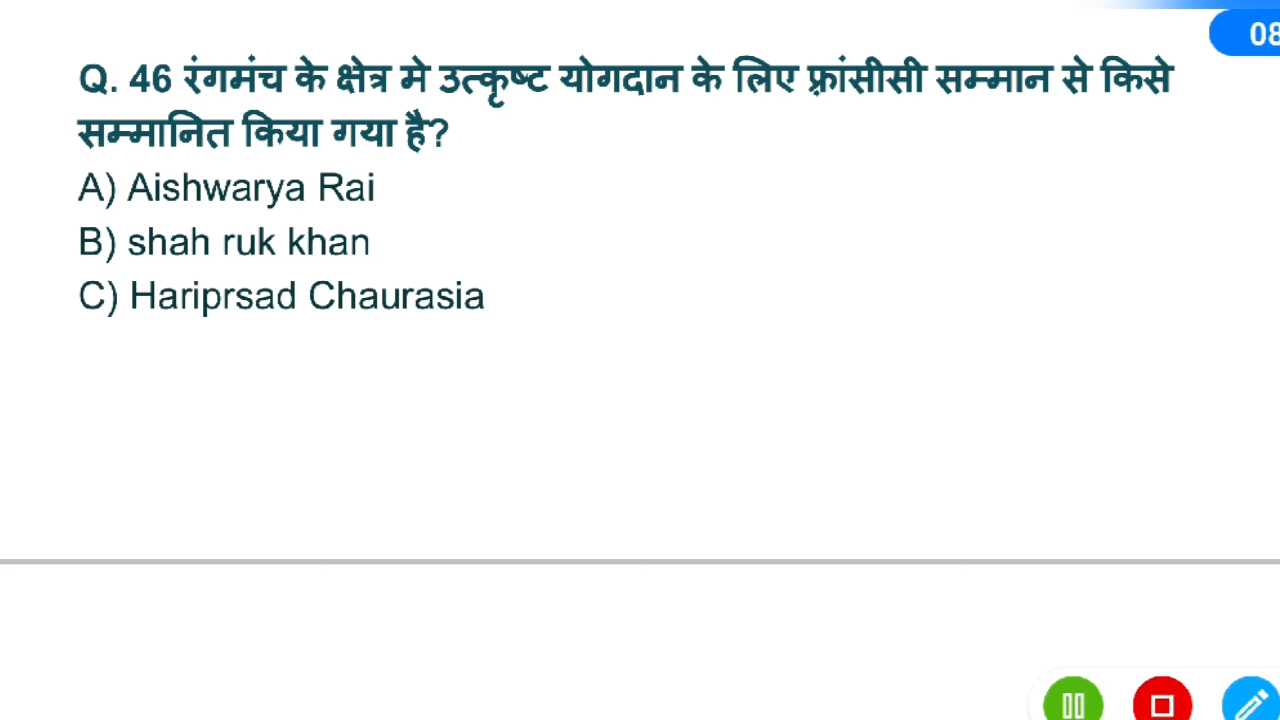 08
Q. 46 रंगमंच के क्षेत्र मे उत्कृष्ट योगदान के लिए फ़्रांसीसी सम्मान से किसे
सम्मानित किया गया है?
A) Aishwarya Rai
B) shah ruk khan
C) Hariprsad Chaurasia